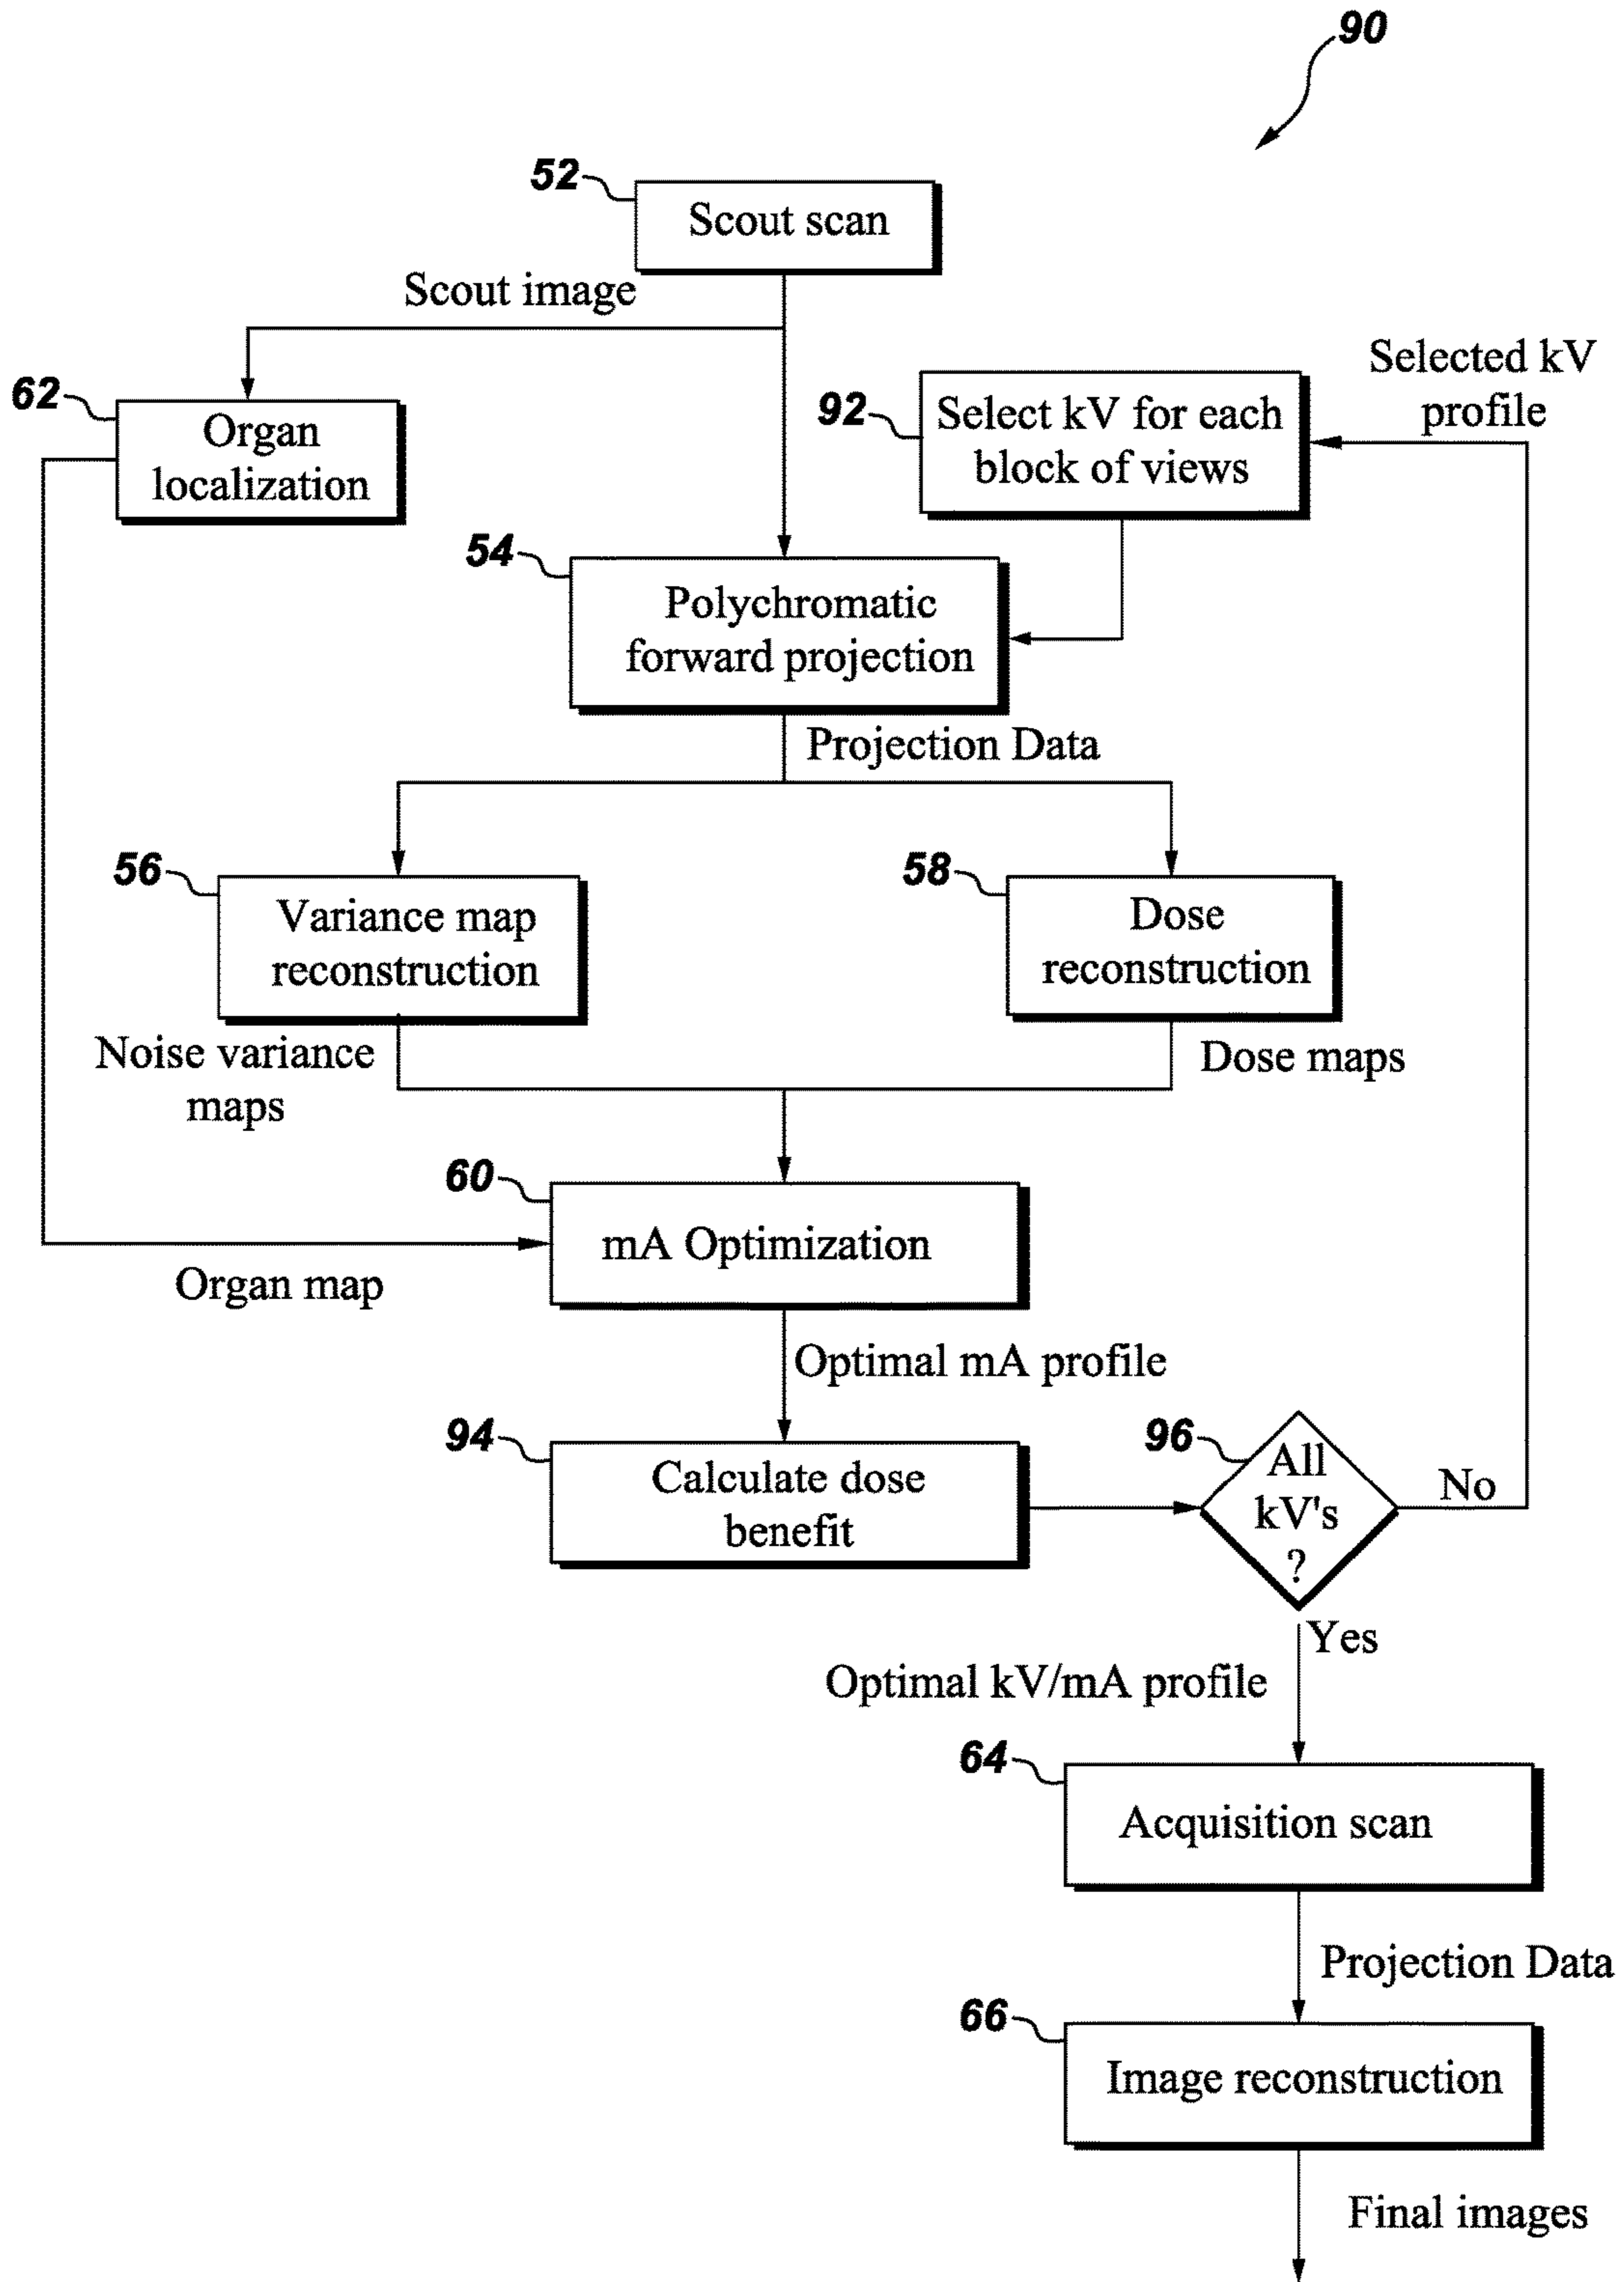 90
52
Scout scan
Scout image
62
Organ
localization
92
Select kV for each
block of views
Selected kV
profile
54
Polychromatic
forward projection
Projection Data
56
Variance map
reconstruction
58
Dose
reconstruction
Noise variance
maps
Dose maps
60
mA Optimization
Organ map
Optimal mA profile
94
Calculate dose
benefit
96
All
kV's
?
No
Yes
Optimal kV/mA profile
64
Acquisition scan
Projection Data
66
Image reconstruction
Final images